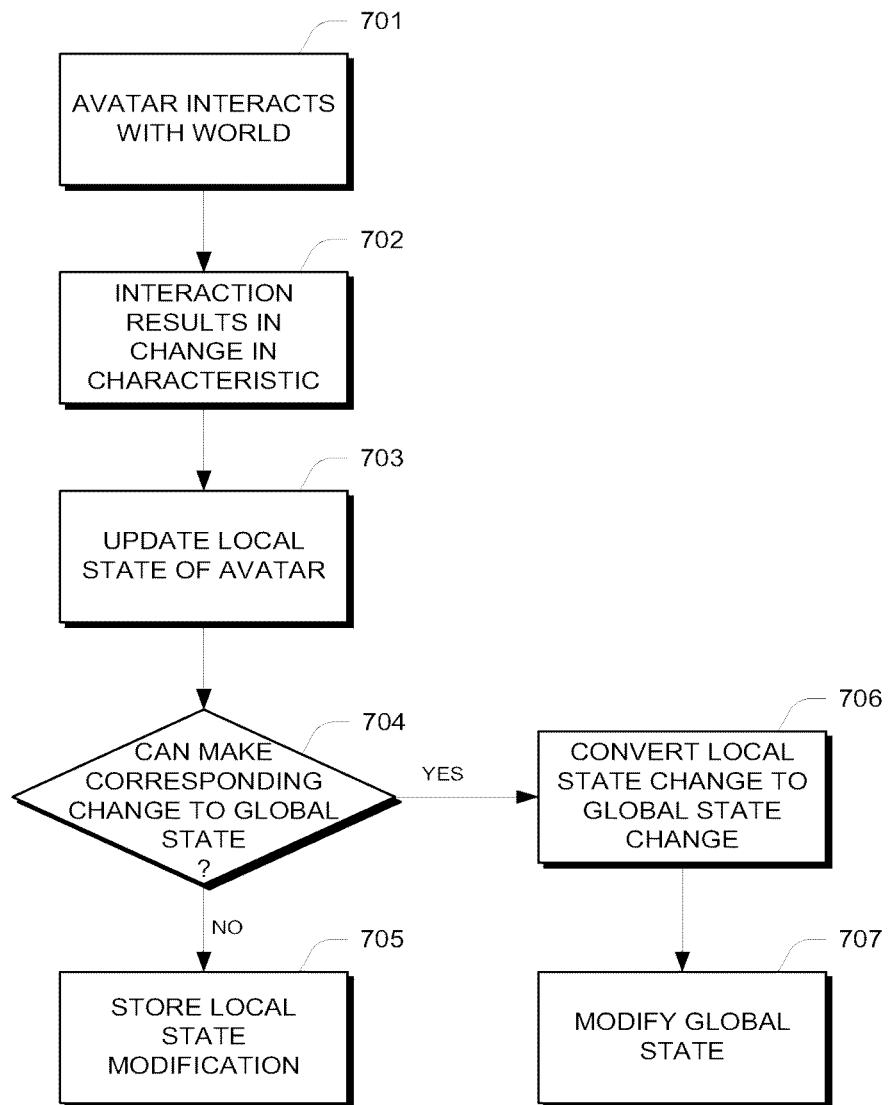 701
AVATAR INTERACTS
WITH WORLD
702
INTERACTION
RESULTS IN
CHANGE IN
CHARACTERISTIC
703
UPDATE LOCAL
STATE OF AVATAR
704
CAN MAKE
CORRESPONDING
CHANGE TO GLOBAL
STATE
?
YES
706
CONVERT LOCAL
STATE CHANGE TO
GLOBAL STATE
CHANGE
NO
705
STORE LOCAL
STATE
MODIFICATION
707
MODIFY GLOBAL
STATE